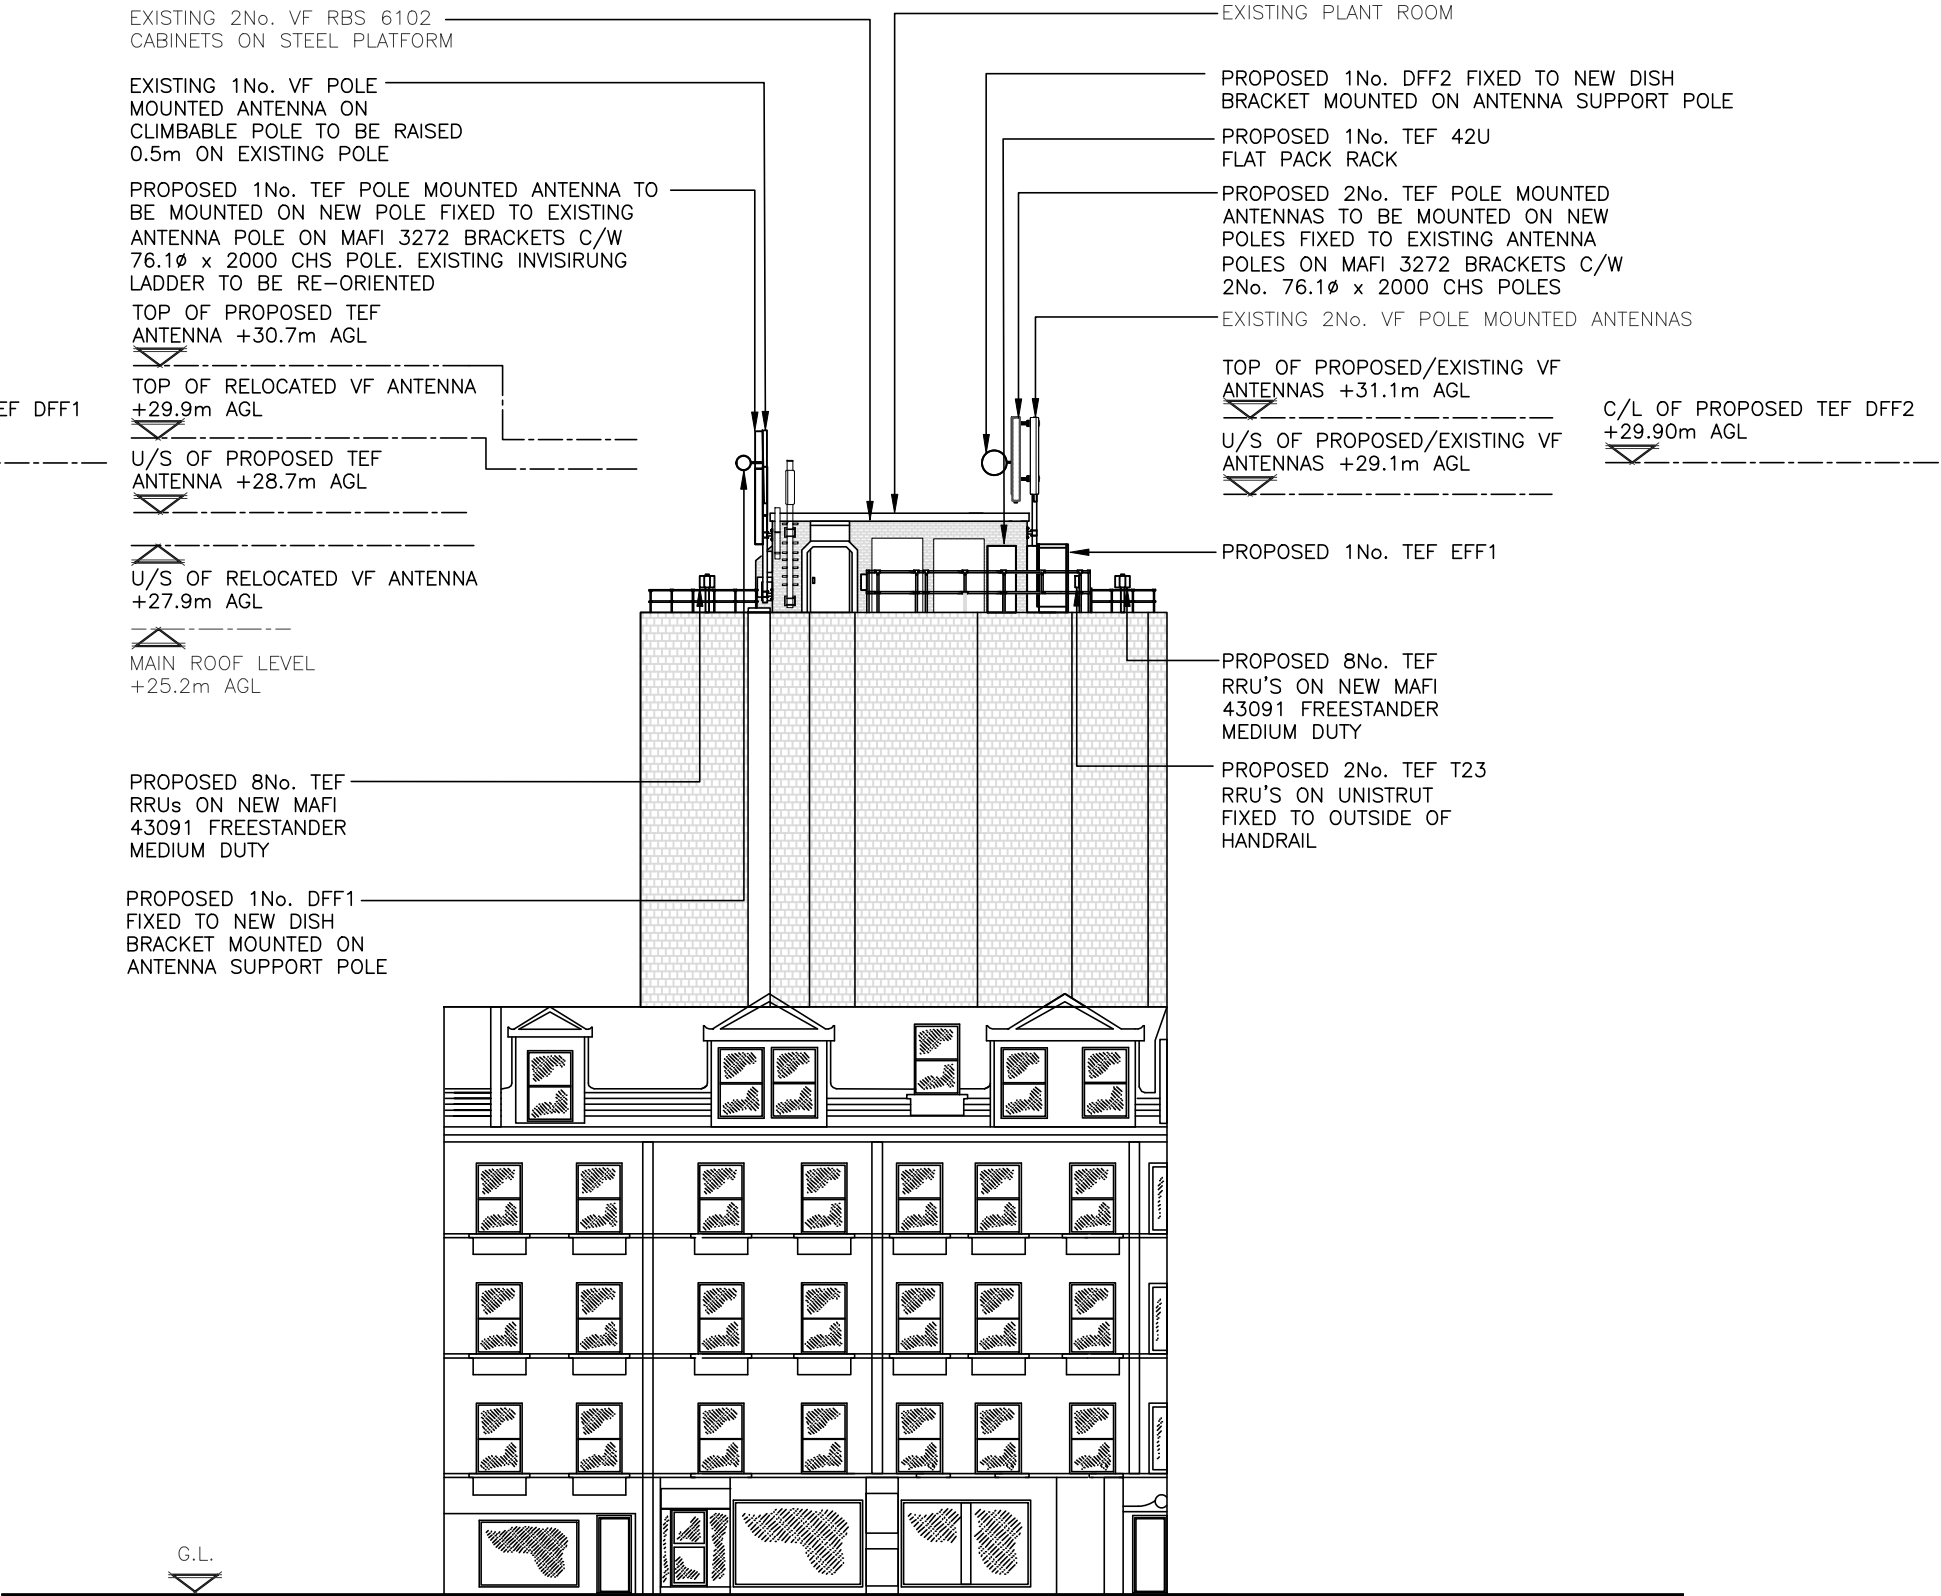 EXISTING 2No. VF RBS 6102
CABINETS ON STEEL PLATFORM
EXISTING 1No. VF POLE
MOUNTED ANTENNA ON
CLIMBABLE POLE TO BE RAISED
0.5m ON EXISTING POLE
PROPOSED 1No. TEF POLE MOUNTED ANTENNA TO
BE MOUNTED ON NEW POLE FIXED TO EXISTING
ANTENNA POLE ON MAFI 3272 BRACKETS C/W
76.1ø x 2000 CHS POLE. EXISTING INVISIRUNG
LADDER TO BE RE-ORIENTED
TOP OF PROPOSED TEF
ANTENNA +30.7m AGL
TOP OF RELOCATED VF ANTENNA
+29.9m AGL
EF DFF1
U/S OF PROPOSED TEF
ANTENNA +28.7m AGL
U/S OF RELOCATED VF ANTENNA
+27.9m AGL
MAIN ROOF LEVEL
+25.2m AGL
PROPOSED 8No. TEF
RRUs ON NEW MAFI
43091 FREESTANDER
MEDIUM DUTY
PROPOSED 1No. DFF1
FIXED TO NEW DISH
BRACKET MOUNTED ON
ANTENNA SUPPORT POLE
G.L.
EXISTING PLANT ROOM
PROPOSED 1No. DFF2 FIXED TO NEW DISH
BRACKET MOUNTED ON ANTENNA SUPPORT POLE
PROPOSED 1No. TEF 42U
FLAT PACK RACK
PROPOSED 2No. TEF POLE MOUNTED
ANTENNAS TO BE MOUNTED ON NEW
POLES FIXED TO EXISTING ANTENNA
POLES ON MAFI 3272 BRACKETS C/W
2No. 76.1ø x 2000 CHS POLES
EXISTING 2No. VF POLE MOUNTED ANTENNAS
TOP OF PROPOSED/EXISTING VF
ANTENNAS +31.1m AGL
U/S OF PROPOSED/EXISTING VF
ANTENNAS +29.1m AGL
C/L OF PROPOSED TEF DFF2
+29.90m AGL
PROPOSED 1No. TEF EFF1
PROPOSED 8No. TEF
RRU'S ON NEW MAFI
43091 FREESTANDER
MEDIUM DUTY
PROPOSED 2No. TEF T23
RRU'S ON UNISTRUT
FIXED TO OUTSIDE OF
HANDRAIL